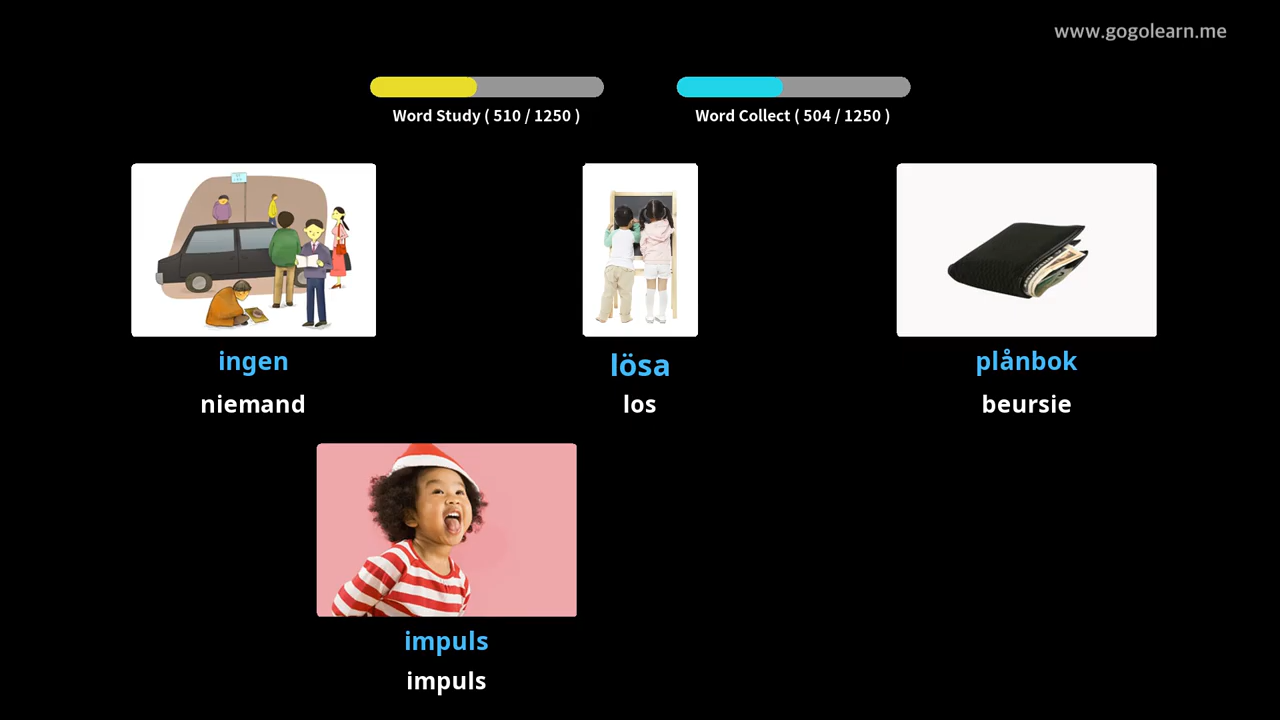 www.gogolearn.me
Word Study ( 510 / 1250 )
Word Collect ( 504 / 1250 )
ingen
lösa
plånbok
niemand
los
beursie
impuls
impuls